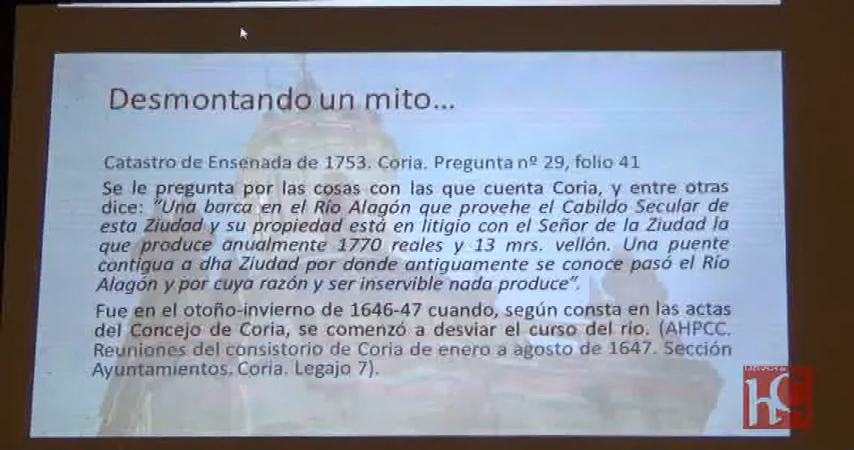 Desmontando un mito...
Catastro de Ensenada de 1753. Coria. Pregunta nº 29, folio 41
Se le pregunta por las cosas con las que cuenta Coria, y entre otras
dice: "Una barca en el Río Alagón que provehe el Cabildo Secular de
esta Ziudad y su propiedad está en litigio con el Señor de la Ziudad la
que produce anualmente 1770 reales y 13 mrs. vellón. Una puente
contigua a dha Ziudad por donde antiguamente se conoce pasó el Río
Alagón y por cuya razón y ser inservible nada produce".
Fue en el otoño-invierno de 1646-47 cuando, según consta en las actas
del Concejo de Coria, se comenzó a desviar el curso del río. (AHPCC.
Reuniones del consistorio de Coria de enero a agosto de 1647. Sección
Ayuntamientos. Coria. Legajo 7).